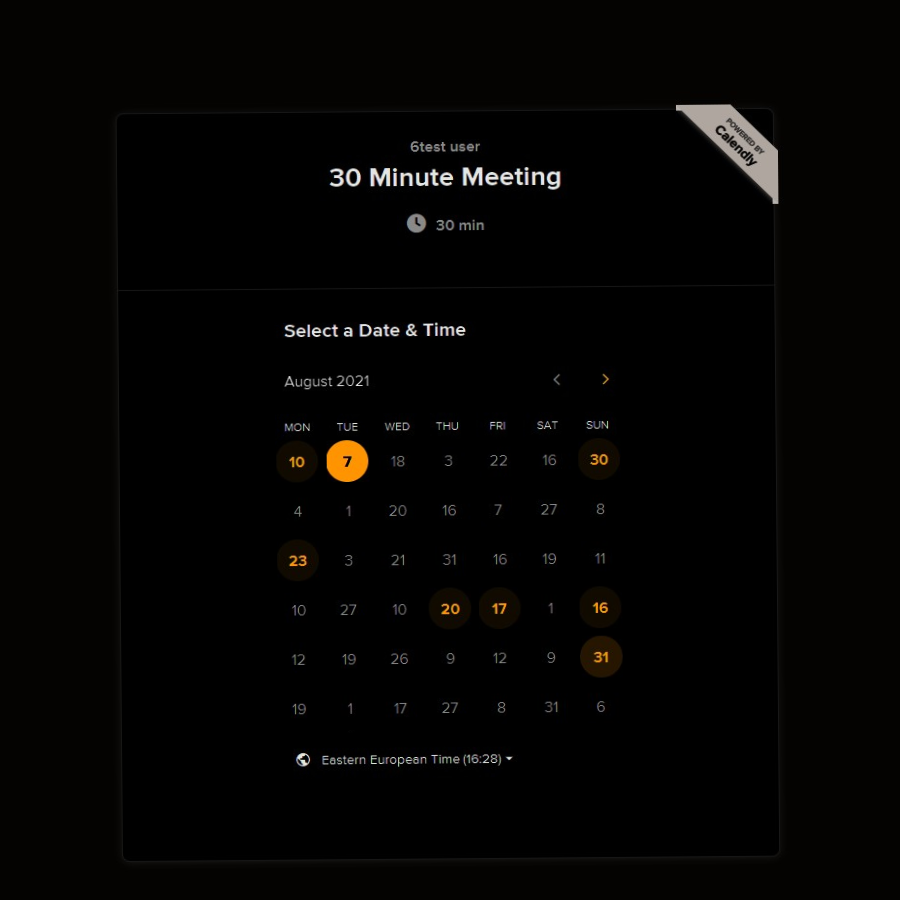 POWERED BY
Calendly
6test user
30 Minute Meeting
30 min
Select a Date & Time
August 2021
MON TUE WED THU FRI SAT SUN
10 7 18 3 22 16 30
4 1 20 16 7 27 8
23 3 21 31 16 19 11
10 27 10 20 17 1 16
12 19 26 9 12 9 31
19 1 17 27 8 31 6
Eastern European Time (16:28)